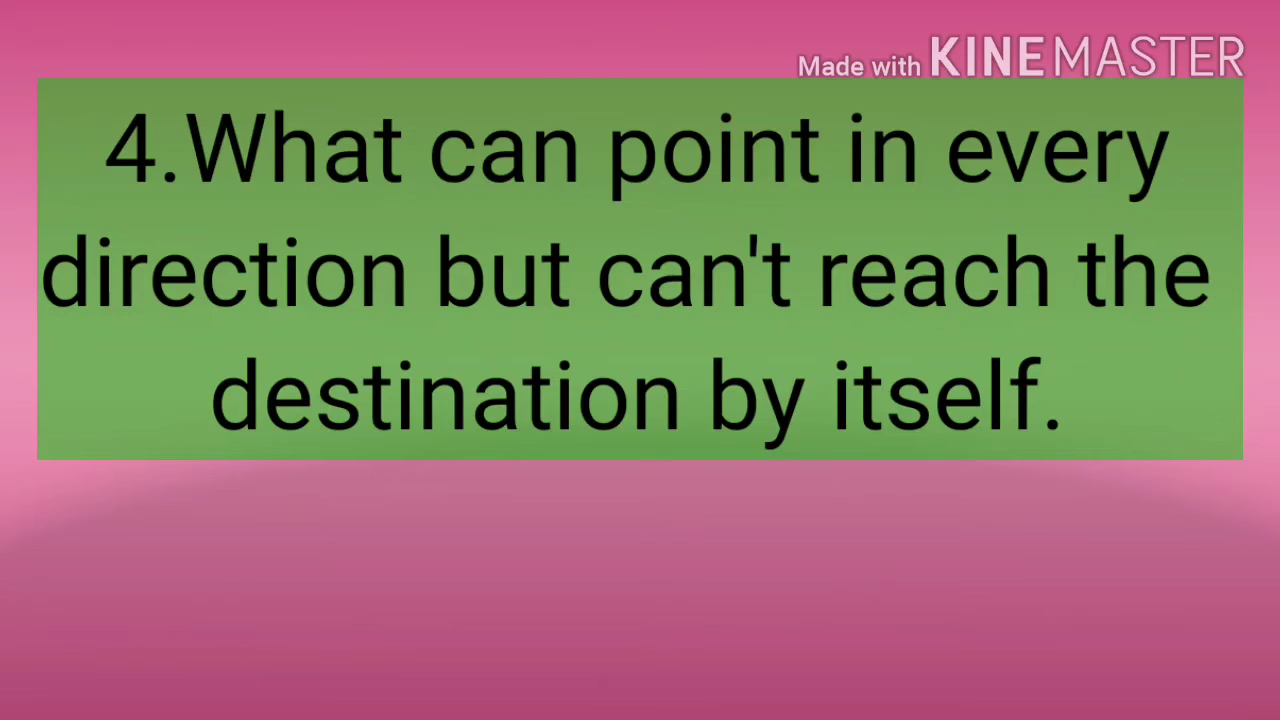 Made with KINEMASTER
4.What can point in every
direction but can't reach the
destination by itself.